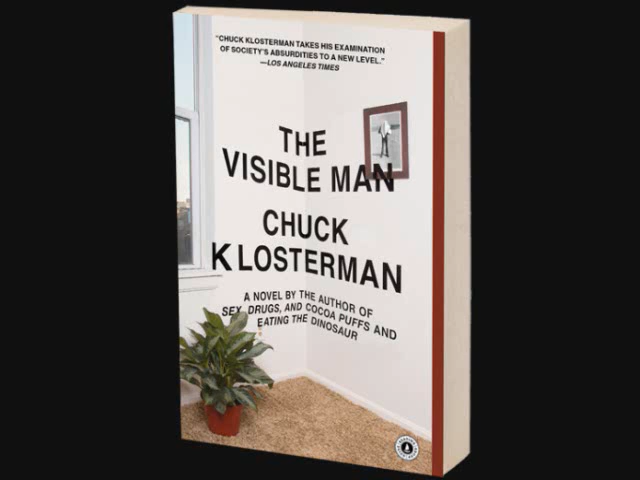 "CHUCK KLOSTERMAN TAKES HIS EXAMINATION
OF SOCIETY'S ABSURDITIES TO A NEW LEVEL."
—LOS ANGELES TIMES
THE
VISIBLE MAN
CHUCK
KLOSTERMAN
A NOVEL BY THE AUTHOR OF
SEX, DRUGS, AND COCOA PUFFS AND
EATING THE DINOSAUR